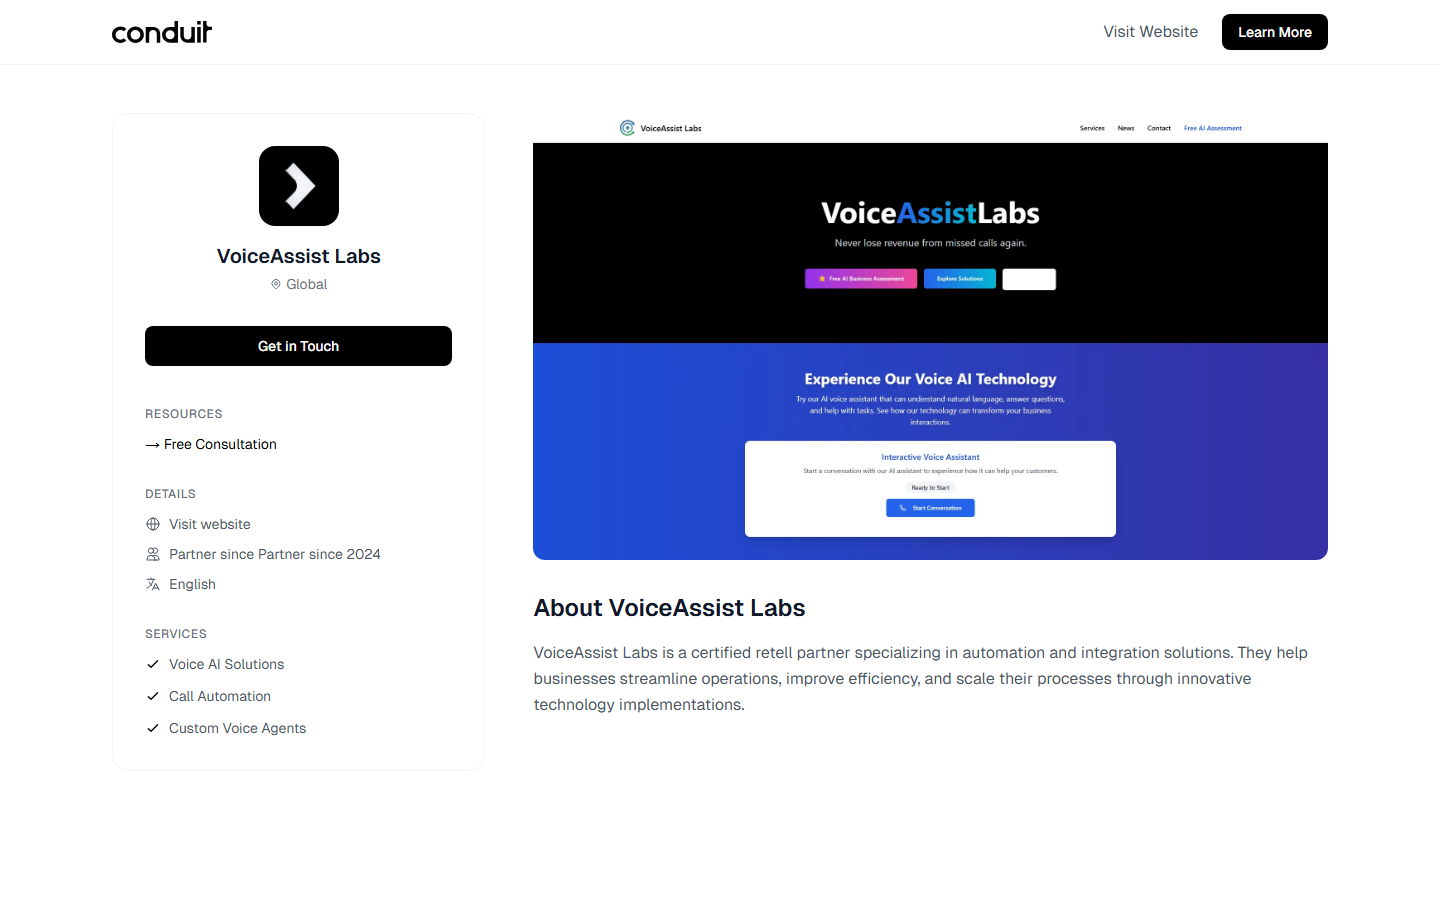 conduit
Visit Website
Learn More
VoiceAssist Labs
Global
Get in Touch
RESOURCES
→ Free Consultation
DETAILS
Visit website
Partner since Partner since 2024
English
SERVICES
Voice AI Solutions
Call Automation
Custom Voice Agents
VoiceAssist Labs
Services
News
Contact
Free AI Assessment
VoiceAssistLabs
Never lose revenue from missed calls again.
Free AI Business Assessment
Explore Solutions
Experience Our Voice AI Technology
Try our AI voice assistant that can understand natural language, answer questions,
and help with tasks. See how our technology can transform your business
interactions.
Interactive Voice Assistant
Start a conversation with our AI assistant to experience how it can help your customers.
Ready to Start
Start Conversation
About VoiceAssist Labs
VoiceAssist Labs is a certified retell partner specializing in automation and integration solutions. They help
businesses streamline operations, improve efficiency, and scale their processes through innovative
technology implementations.